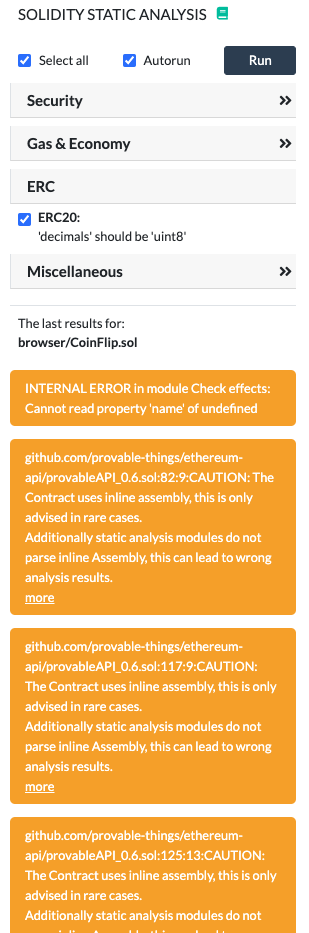 SOLIDITY STATIC ANALYSIS
Select all Autorun Run
Security
Gas & Economy
ERC
ERC20:
'decimals' should be 'uint8'
Miscellaneous
The last results for:
browser/CoinFlip.sol
INTERNAL ERROR in module Check effects:
Cannot read property 'name' of undefined
github.com/provable-things/ethereum-
api/provableAPI_0.6.sol:82:9:CAUTION: The
Contract uses inline assembly, this is only
advised in rare cases.
Additionally static analysis modules do not
parse inline Assembly, this can lead to wrong
analysis results.
more
github.com/provable-things/ethereum-
api/provableAPI_0.6.sol:117:9:CAUTION:
The Contract uses inline assembly, this is only
advised in rare cases.
Additionally static analysis modules do not
parse inline Assembly, this can lead to wrong
analysis results.
more
github.com/provable-things/ethereum-
api/provableAPI_0.6.sol:125:13:CAUTION:
The Contract uses inline assembly, this is only
advised in rare cases.
Additionally static analysis modules do not